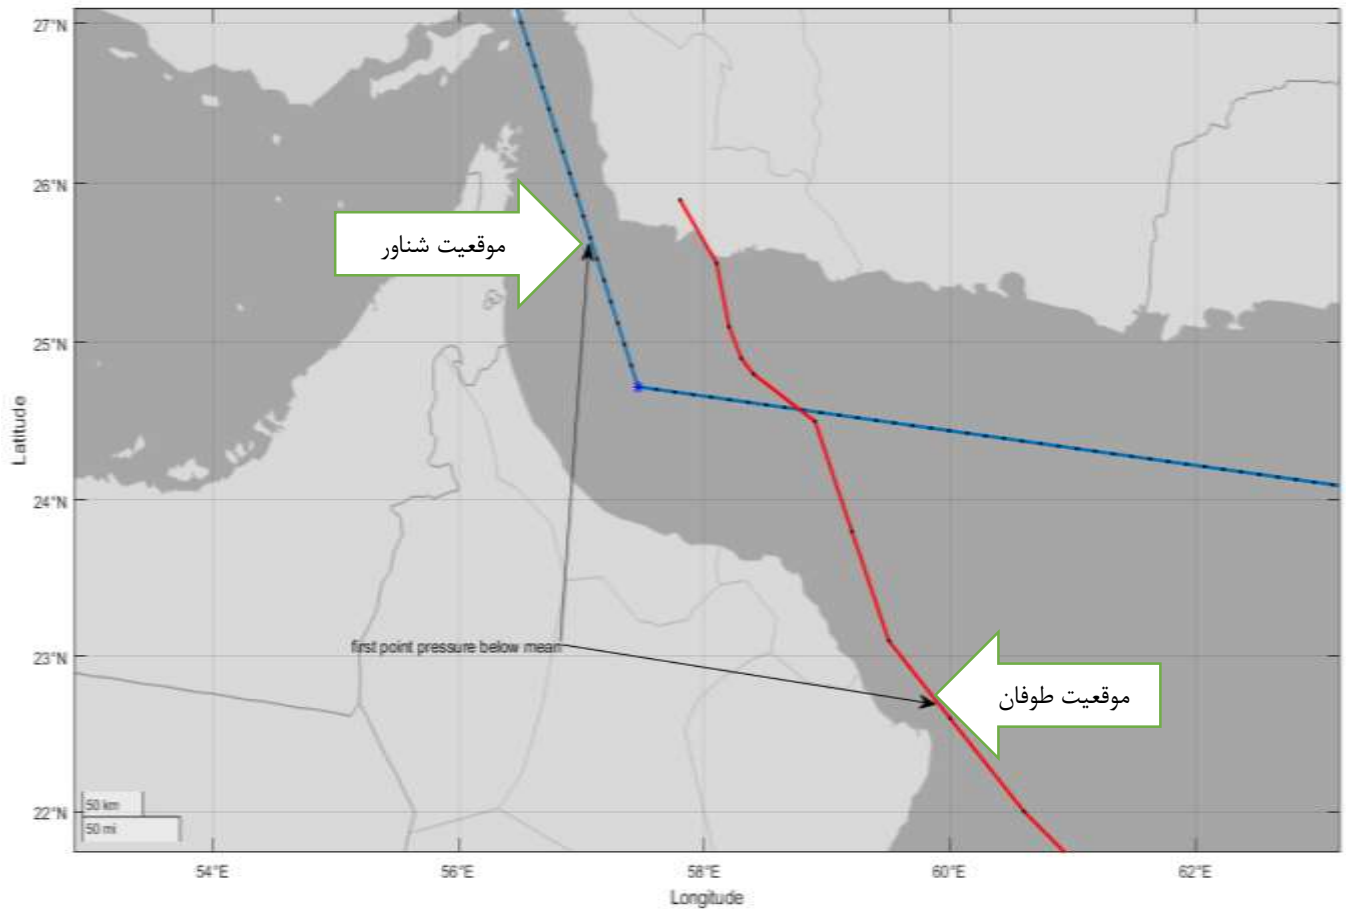 27°N
26°N
موقعیت شناور
25°N
Latitude
24°N
first point pressure below mean
23°N
موقعیت طوفان
22°N
50 km
50 mi
54°E
56°E
58°E
60°E
62°E
Longitude